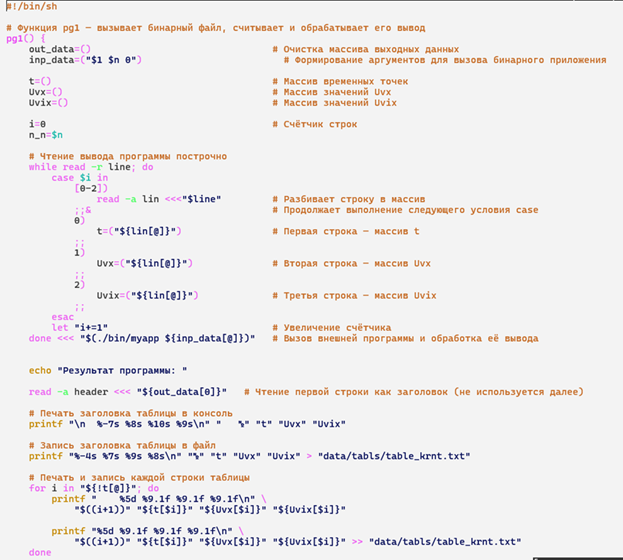 #!/bin/sh
# Функция pg1 — вызывает бинарный файл, считывает и обрабатывает его вывод
pg1() {
    out_data=()                               # Очистка массива выходных данных
    inp_data=("$1 $n 0")                        # Формирование аргументов для вызова бинарного приложения
    t=()                                      # Массив временных точек
    Uvx=()                                    # Массив значений Uvx
    Uvix=()                                   # Массив значений Uvix
    i=0                                       # Счётчик строк
    n_n=$n
    # Чтение вывода программы построчно
    while read -r line; do
        case $i in
            [0-2])
                read -a lin <<<"$line"        # Разбивает строку в массив
            ;;&                               # Продолжает выполнение следующего условия case
            0)
                t=("${lin[@]}")               # Первая строка — массив t
            ;;
            1)
                Uvx=("${lin[@]}")             # Вторая строка — массив Uvx
            ;;
            2)
                Uvix=("${lin[@]}")            # Третья строка — массив Uvix
            ;;
        esac
        let "i+=1"                            # Увеличение счётчика
    done <<< "$(./bin/myapp ${inp_data[@]})"  # Вызов внешней программы и обработка её вывода
    echo "Результат программы: "
    read -a header <<< "${out_data[0]}"   # Чтение первой строки как заголовок (не используется далее)
    # Печать заголовка таблицы в консоль
    printf "\n  %-7s %8s %10s %9s\n" "   №" "t" "Uvx" "Uvix"
    # Запись заголовка таблицы в файл
    printf "%-4s %7s %9s %8s\n" "№" "t" "Uvx" "Uvix" > "data/tabls/table_krnt.txt"
    # Печать и запись каждой строки таблицы
    for i in "${!t[@]}"; do
        printf "    %5d %9.1f %9.1f %9.1f\n" \
            "$((i+1))" "${t[$i]}" "${Uvx[$i]}" "${Uvix[$i]}"
        printf "%5d %9.1f %9.1f %9.1f\n" \
            "$((i+1))" "${t[$i]}" "${Uvx[$i]}" "${Uvix[$i]}" >> "data/tabls/table_krnt.txt"
    done